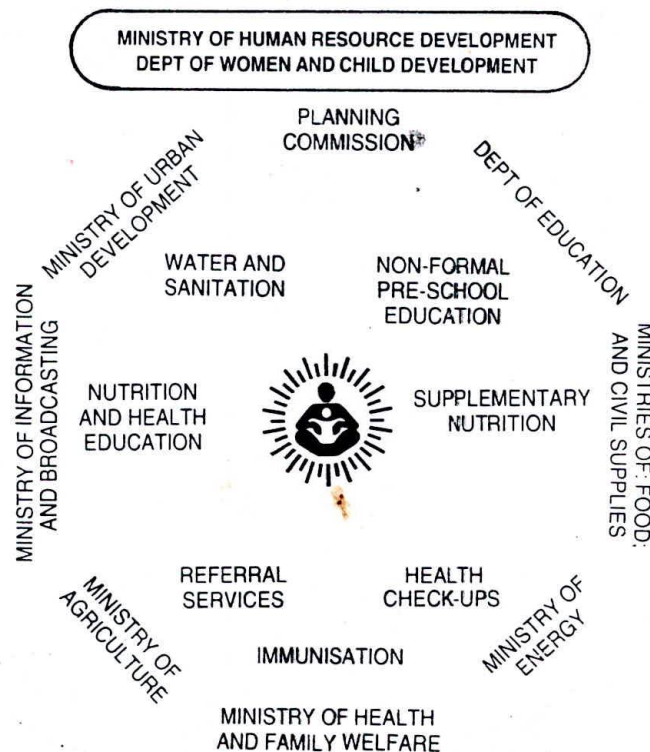 MINISTRY OF HUMAN RESOURCE DEVELOPMENT
DEPT OF WOMEN AND CHILD DEVELOPMENT
PLANNING
COMMISSION
MINISTRY OF URBAN
DEVELOPMENT
DEPT OF EDUCATION
WATER AND
SANITATION
NON-FORMAL
PRE-SCHOOL
EDUCATION
MINISTRY OF INFORMATION
AND BROADCASTING
NUTRITION
AND HEALTH
EDUCATION
SUPPLEMENTARY
NUTRITION
MINISTRIES OF: FOOD;
AND CIVIL SUPPLIES
REFERRAL
SERVICES
HEALTH
CHECK-UPS
MINISTRY OF
AGRICULTURE
IMMUNISATION
MINISTRY OF
ENERGY
MINISTRY OF HEALTH
AND FAMILY WELFARE